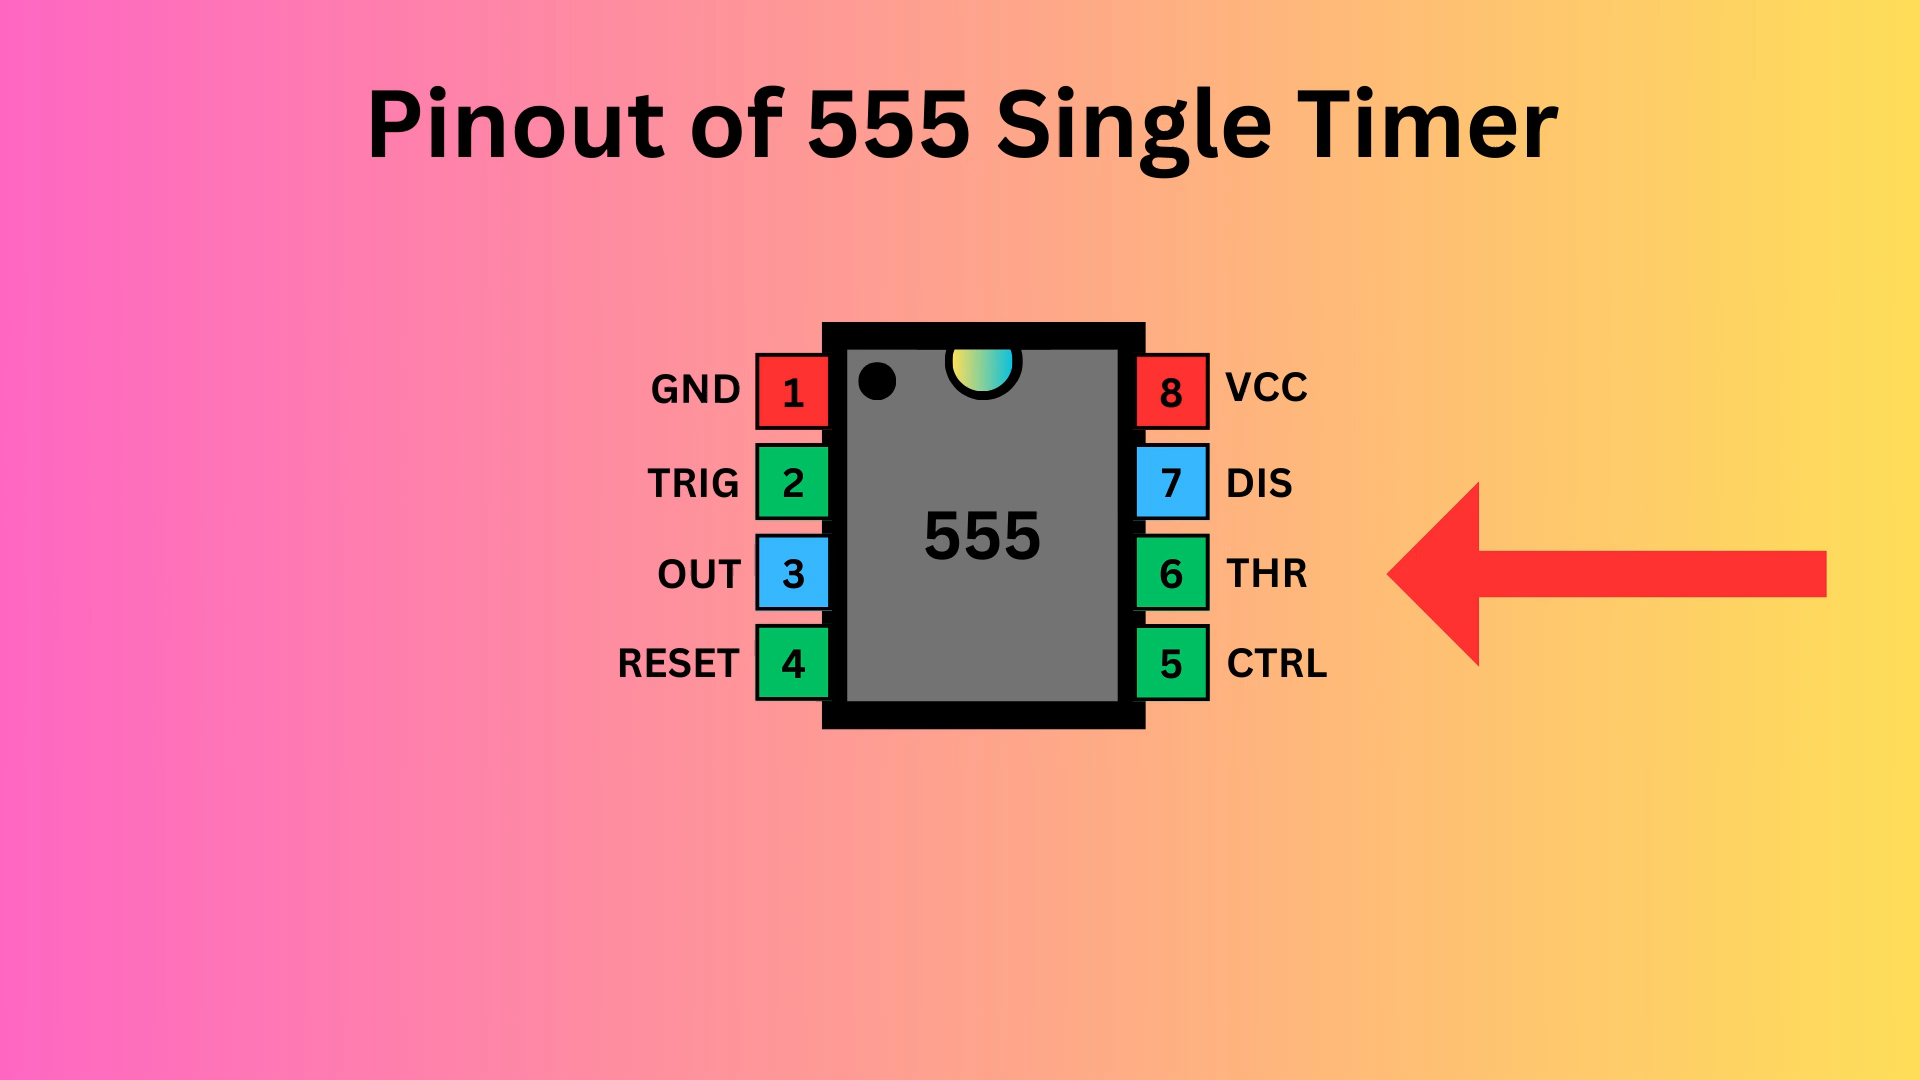 Pinout of 555 Single Timer
GND 1 8 VCC
TRIG 2 7 DIS
555
OUT 3 6 THR
RESET 4 5 CTRL